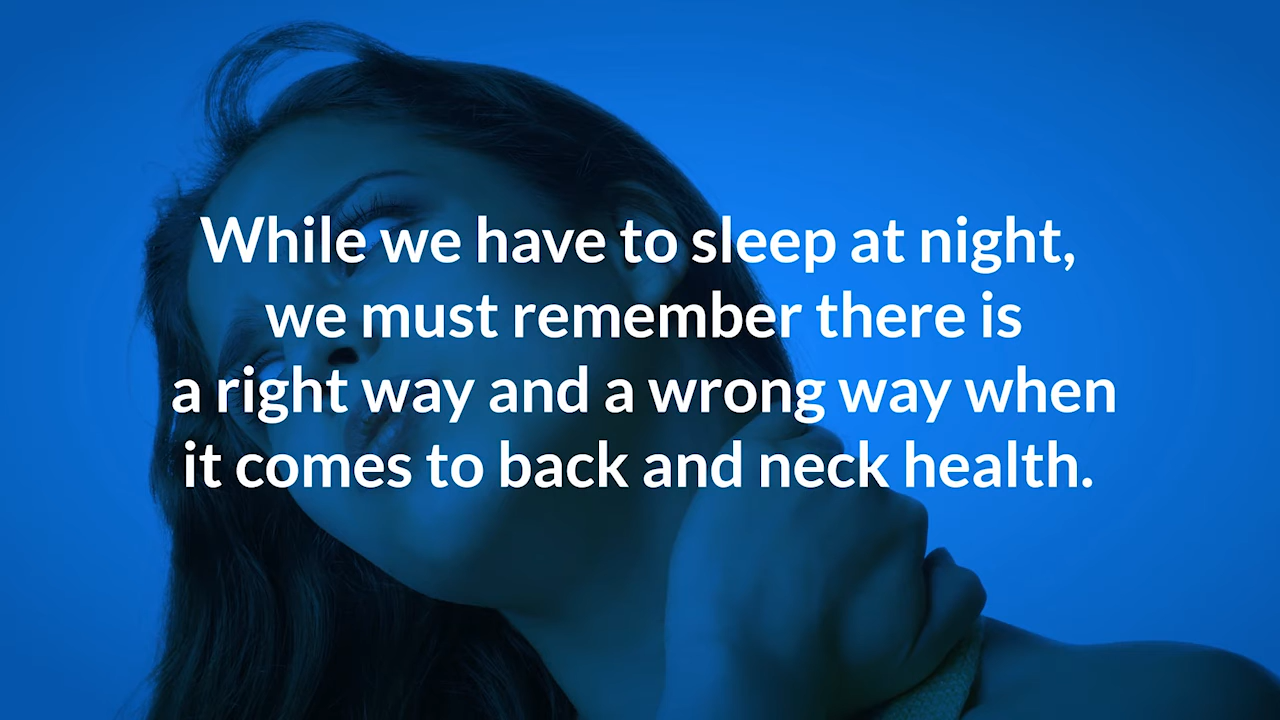 While we have to sleep at night,
we must remember there is
a right way and a wrong way when
it comes to back and neck health.